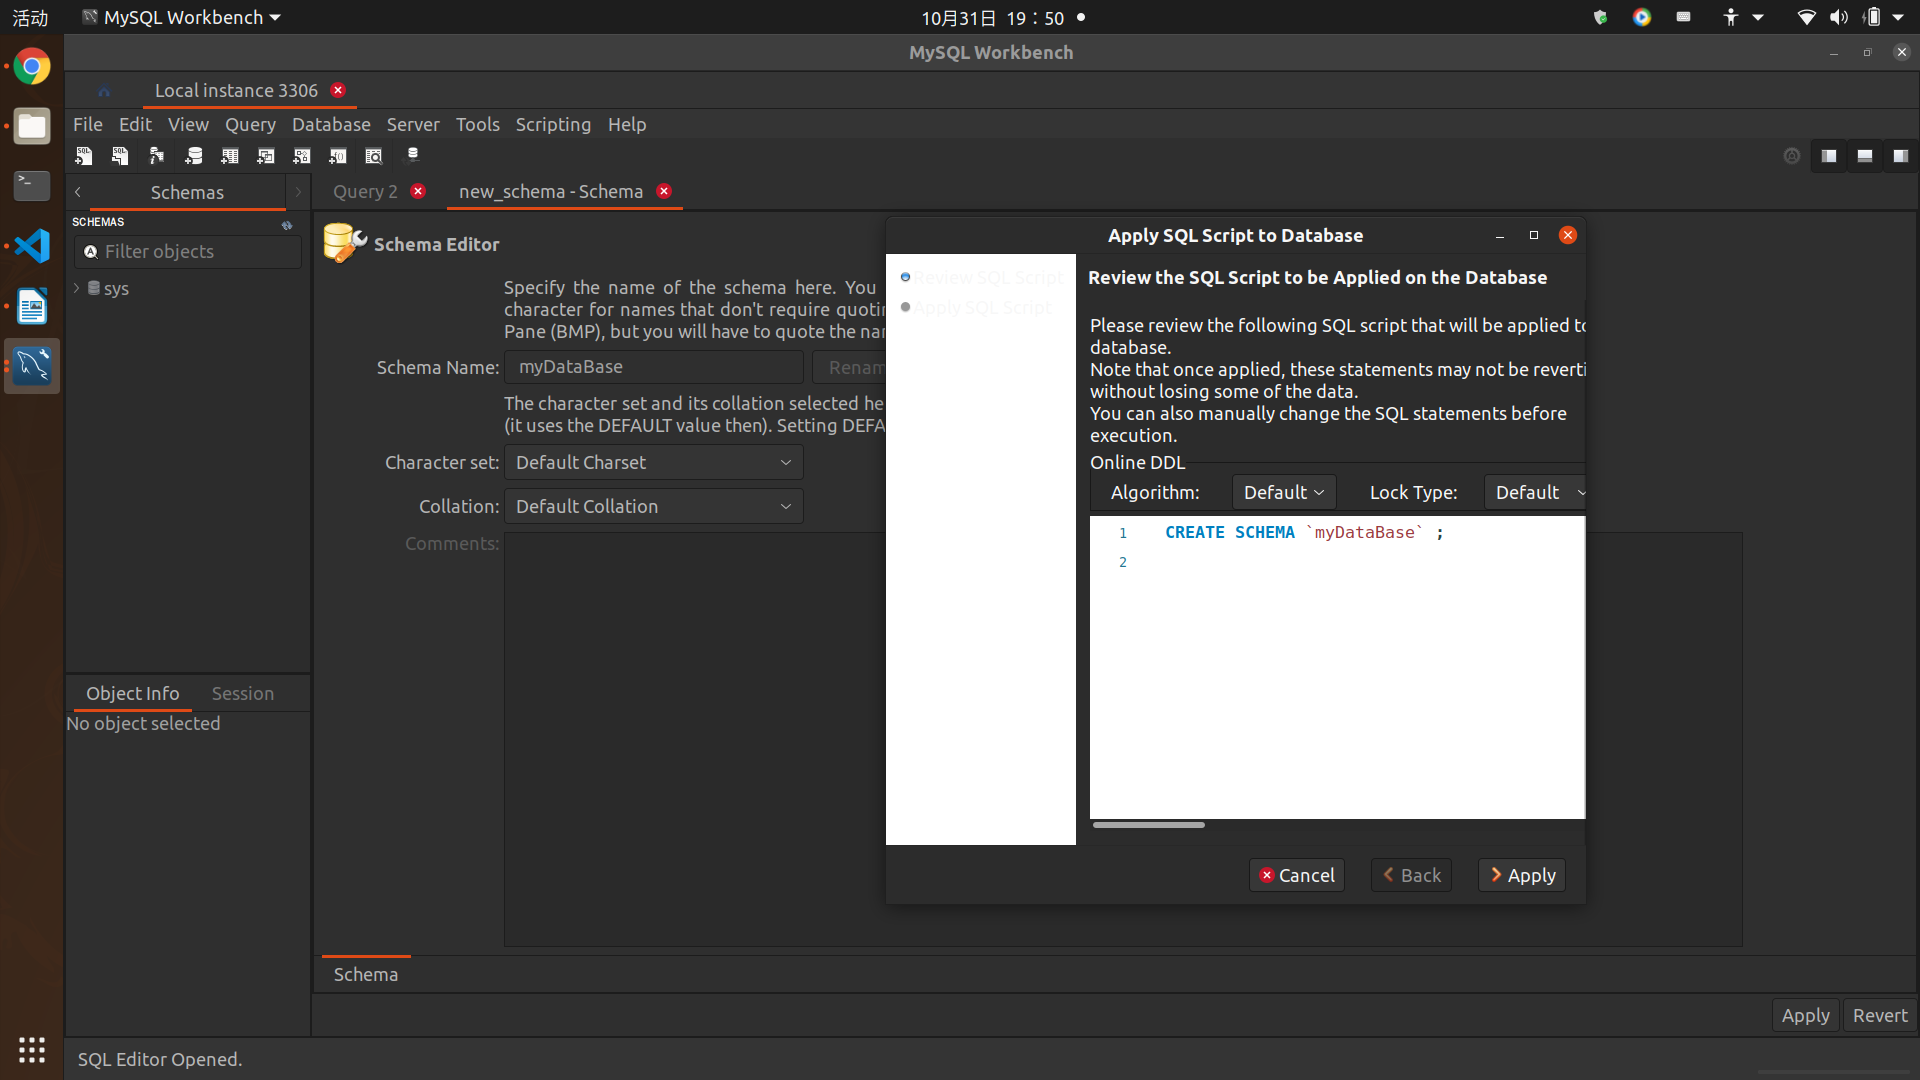 活动
MySQL Workbench
10月31日 19：50
MySQL Workbench
Local instance 3306
File Edit View Query Database Server Tools Scripting Help
Schemas
Query 2
new_schema - Schema
SCHEMAS
Filter objects
sys
Schema Editor
Specify the name of the schema here. You
character for names that don't require quotin
Pane (BMP), but you will have to quote the nar
Schema Name: myDataBase Renam
The character set and its collation selected he
(it uses the DEFAULT value then). Setting DEFA
Character set: Default Charset
Collation: Default Collation
Comments:
Apply SQL Script to Database
Review SQL Script
Apply SQL Script
Review the SQL Script to be Applied on the Database
Please review the following SQL script that will be applied to
database.
Note that once applied, these statements may not be reverti
without losing some of the data.
You can also manually change the SQL statements before
execution.
Online DDL
Algorithm: Default Lock Type: Default
1 CREATE SCHEMA `myDataBase` ;
2
Cancel Back Apply
Object Info Session
No object selected
Schema
Apply Revert
SQL Editor Opened.